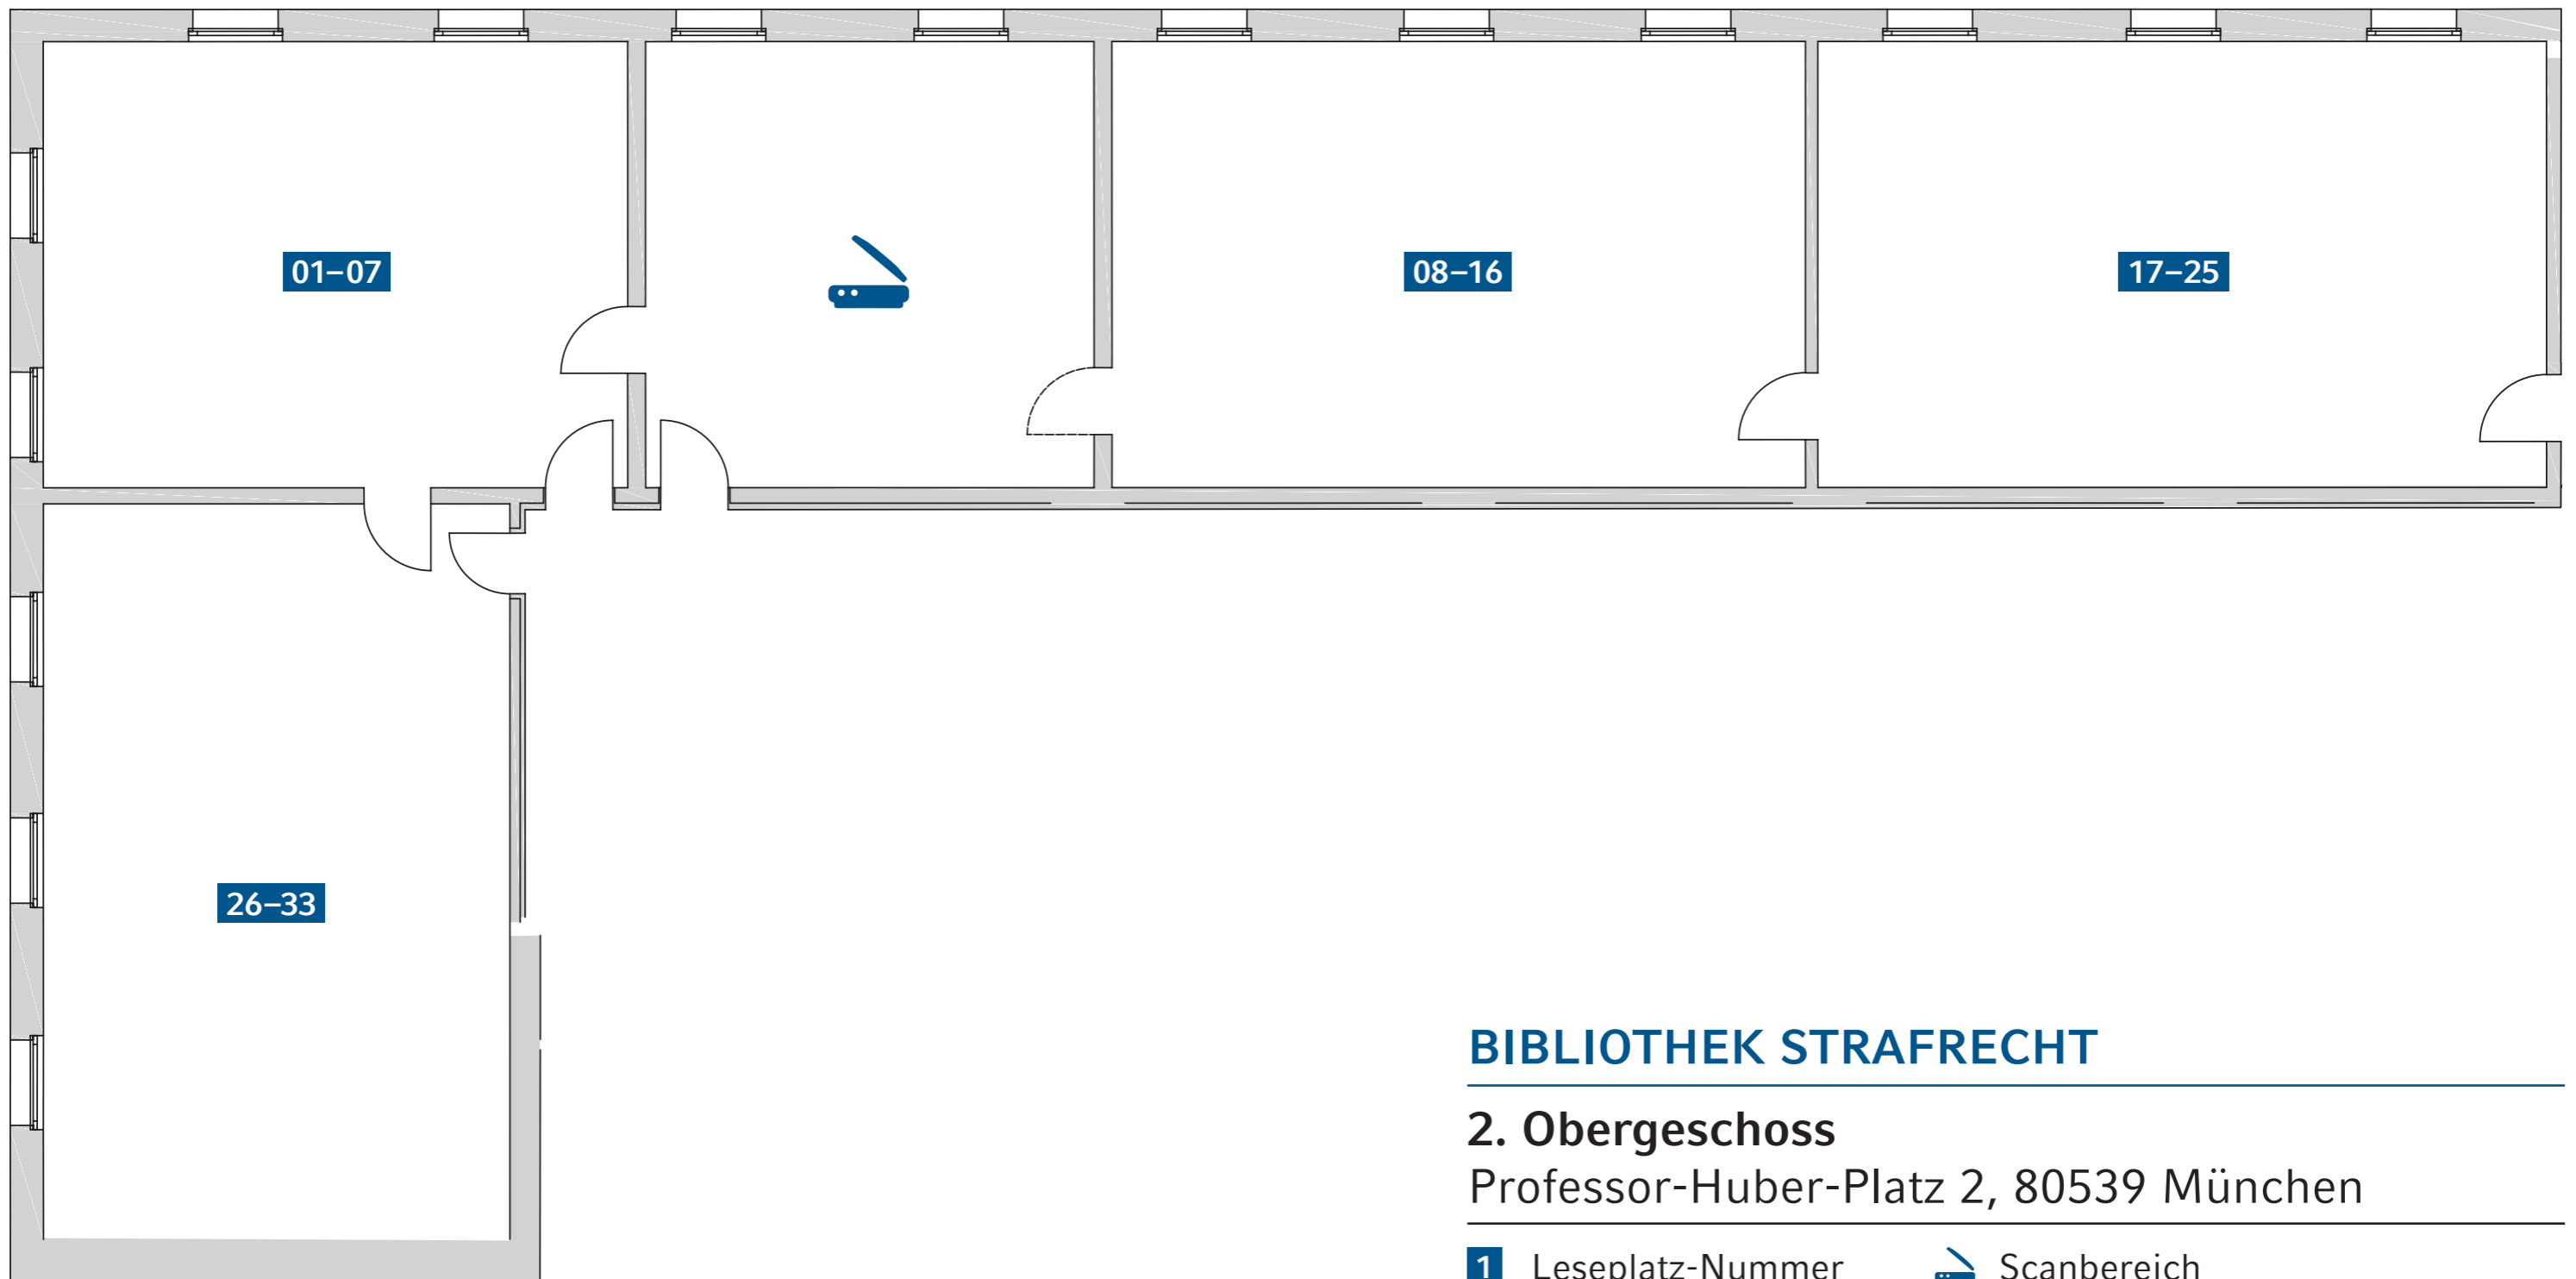 01–07
08–16
17–25
26–33
BIBLIOTHEK STRAFRECHT
2. Obergeschoss
Professor-Huber-Platz 2, 80539 München
1 Leseplatz-Nummer Scanbereich